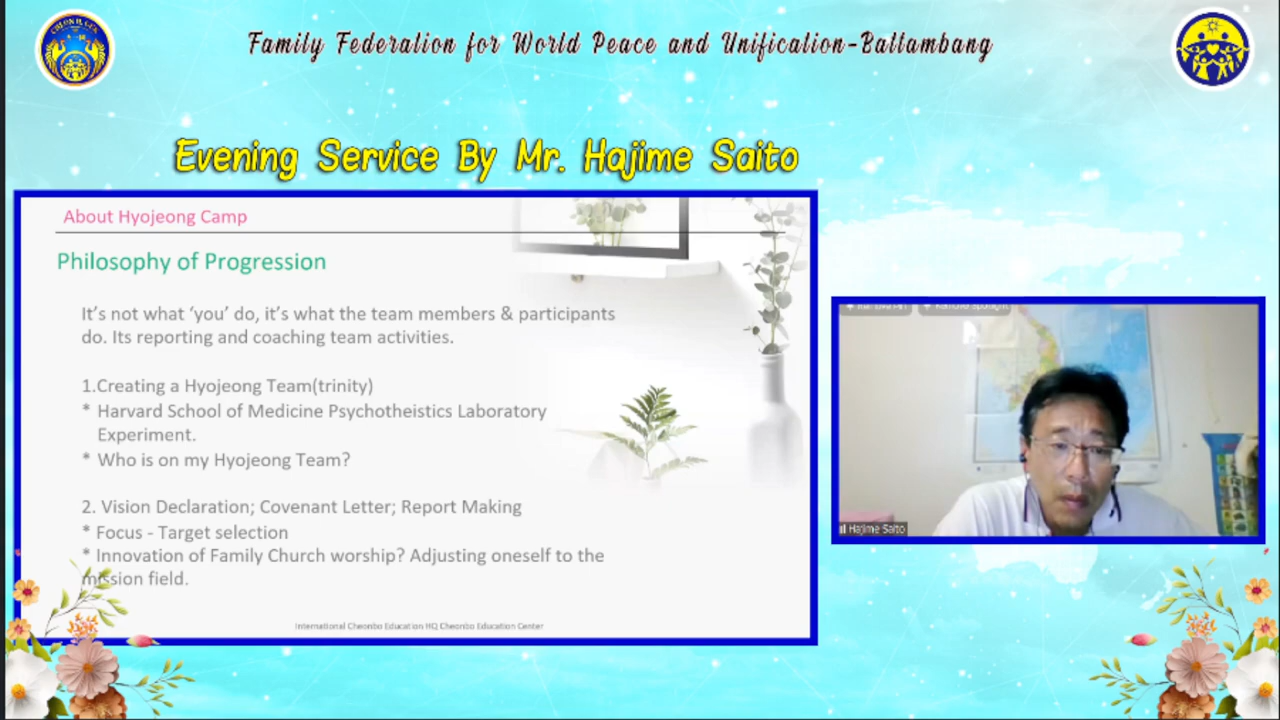 Family Federation for World Peace and Unification-Battambang
CHEON IL GUK
Evening Service By Mr. Hajime Saito
About Hyojeong Camp
Philosophy of Progression
It's not what 'you' do, it's what the team members & participants
do. Its reporting and coaching team activities.
1.Creating a Hyojeong Team(trinity)
* Harvard School of Medicine Psychotheistics Laboratory
Experiment.
* Who is on my Hyojeong Team?
2. Vision Declaration; Covenant Letter; Report Making
* Focus - Target selection
* Innovation of Family Church worship? Adjusting oneself to the
mission field.
International Cheonbo Education HQ Cheonbo Education Center
Hajime Saito